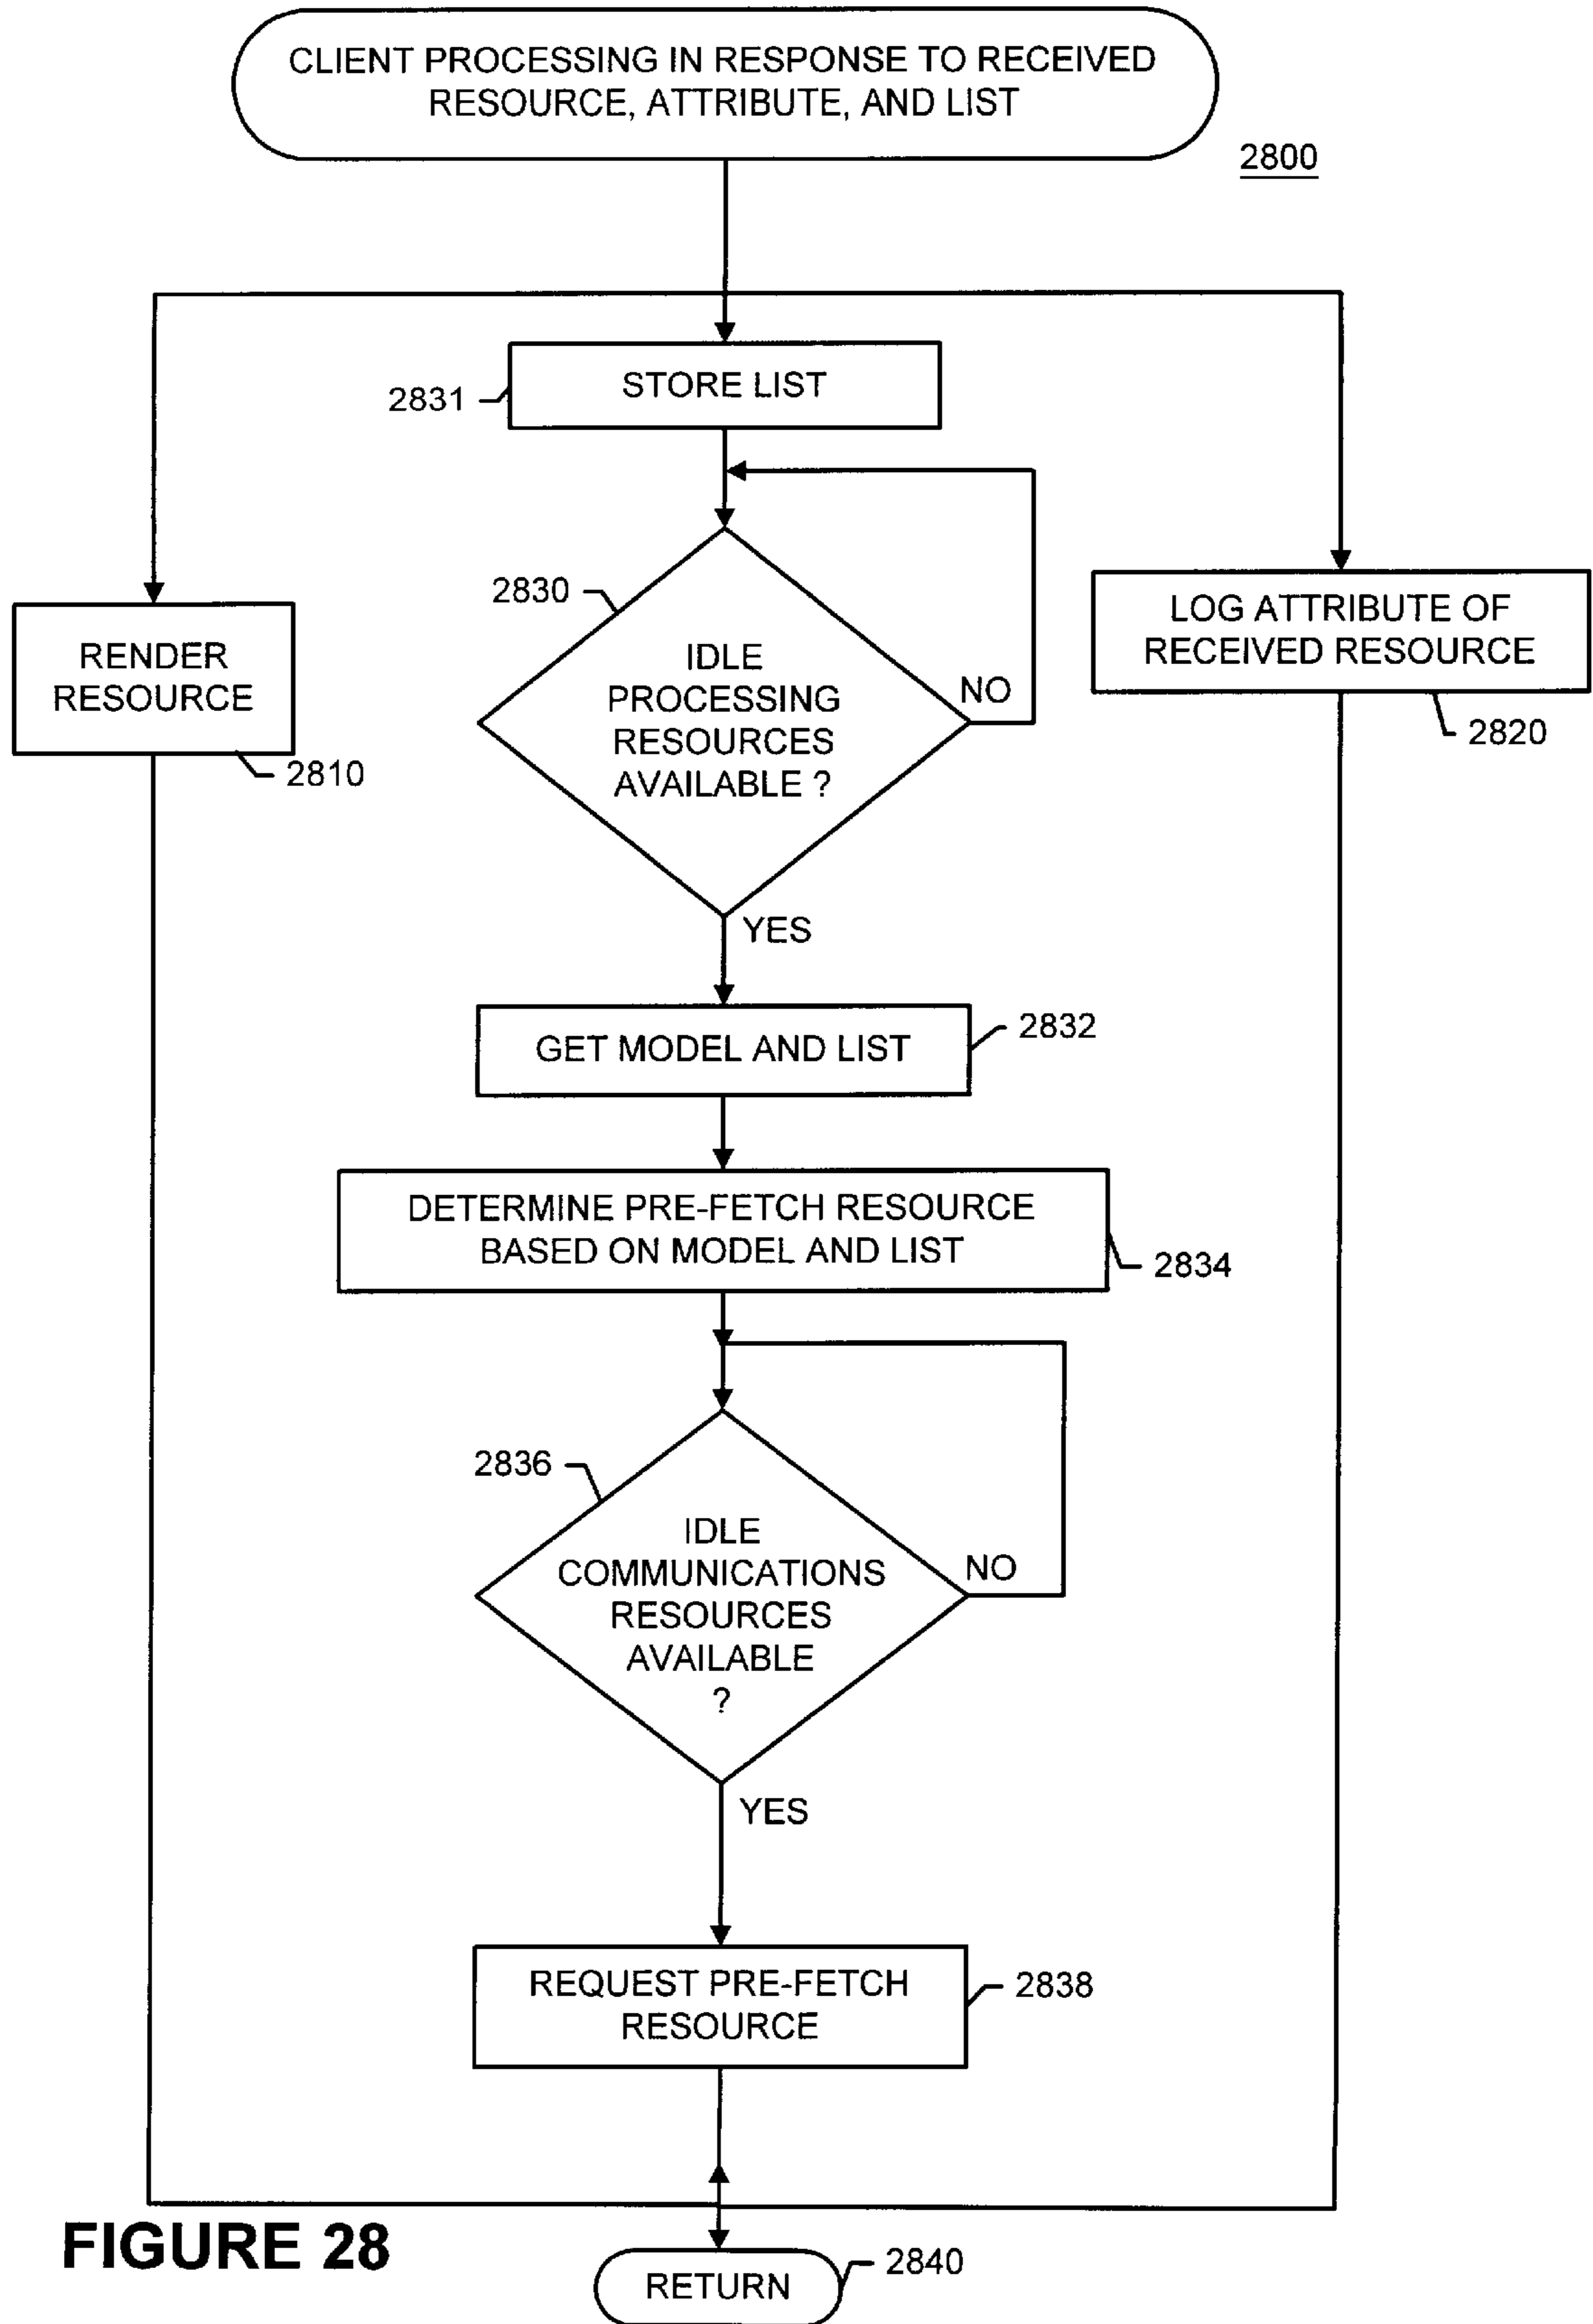 CLIENT PROCESSING IN RESPONSE TO RECEIVED
RESOURCE, ATTRIBUTE, AND LIST
2800
STORE LIST
2831
2830
IDLE
PROCESSING
RESOURCES
AVAILABLE ?
NO
YES
RENDER
RESOURCE
2810
LOG ATTRIBUTE OF
RECEIVED RESOURCE
2820
GET MODEL AND LIST
2832
DETERMINE PRE-FETCH RESOURCE
BASED ON MODEL AND LIST
2834
2836
IDLE
COMMUNICATIONS
RESOURCES
AVAILABLE
?
NO
YES
REQUEST PRE-FETCH
RESOURCE
2838
FIGURE 28
RETURN
2840